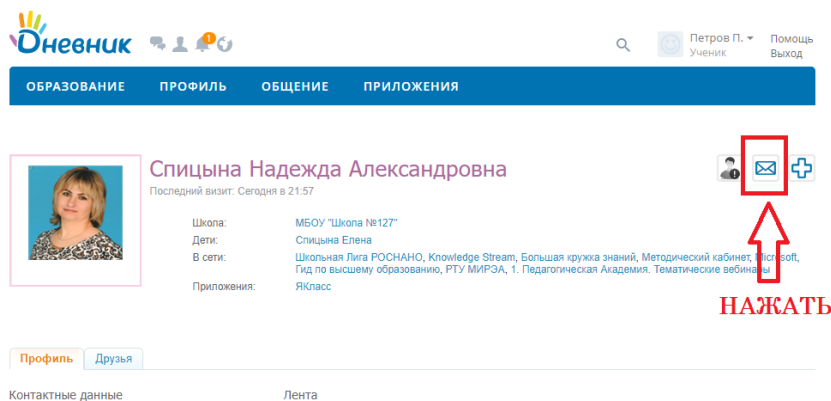 Дневник
1
Петров П.
Ученик
Помощь
Выход
ОБРАЗОВАНИЕ ПРОФИЛЬ ОБЩЕНИЕ ПРИЛОЖЕНИЯ
Спицына Надежда Александровна
Последний визит: Сегодня в 21:57
Школа: МБОУ "Школа №127"
Дети: Спицына Елена
В сети: Школьная Лига РОСНАНО, Knowledge Stream, Большая кружка знаний, Методический кабинет, Microsoft,
Гид по высшему образованию, РТУ МИРЭА, 1. Педагогическая Академия. Тематические вебинары
Приложения: ЯКласс
НАЖАТЬ
Профиль Друзья
Контактные данные Лента